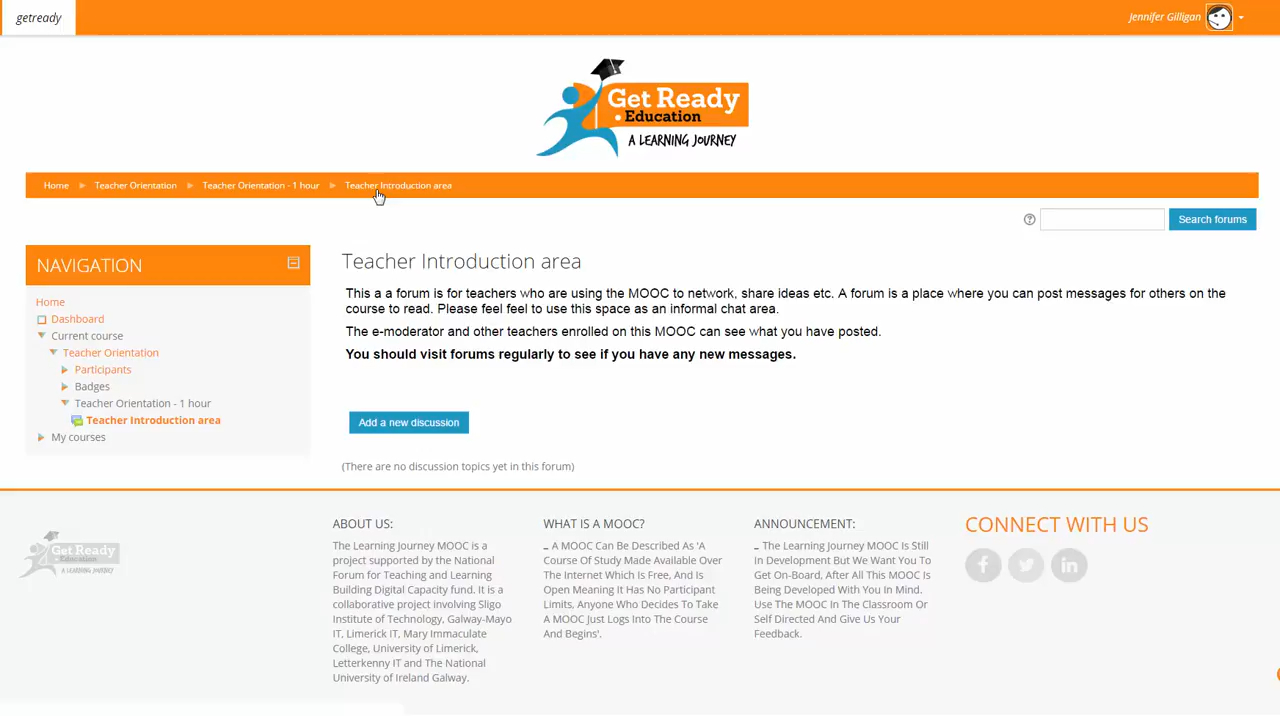 getready
Jennifer Gilligan
Get Ready
Education
A LEARNING JOURNEY
Home Teacher Orientation Teacher Orientation - 1 hour Teacher Introduction area
Search forums
NAVIGATION
Home
Dashboard
Current course
Teacher Orientation
Participants
Badges
Teacher Orientation - 1 hour
Teacher Introduction area
My courses
Teacher Introduction area
This a a forum is for teachers who are using the MOOC to network, share ideas etc. A forum is a place where you can post messages for others on the
course to read. Please feel feel to use this space as an informal chat area.
The e-moderator and other teachers enrolled on this MOOC can see what you have posted.
You should visit forums regularly to see if you have any new messages.
Add a new discussion
(There are no discussion topics yet in this forum)
Get Ready
Education
A LEARNING JOURNEY
ABOUT US:
The Learning Journey MOOC is a
project supported by the National
Forum for Teaching and Learning
Building Digital Capacity fund. It is a
collaborative project involving Sligo
Institute of Technology, Galway-Mayo
IT, Limerick IT, Mary Immaculate
College, University of Limerick,
Letterkenny IT and The National
University of Ireland Galway.
WHAT IS A MOOC?
_ A MOOC Can Be Described As 'A
Course Of Study Made Available Over
The Internet Which Is Free, And Is
Open Meaning It Has No Participant
Limits, Anyone Who Decides To Take
A MOOC Just Logs Into The Course
And Begins'.
ANNOUNCEMENT:
_ The Learning Journey MOOC Is Still
In Development But We Want You To
Get On-Board, After All This MOOC Is
Being Developed With You In Mind.
Use The MOOC In The Classroom Or
Self Directed And Give Us Your
Feedback.
CONNECT WITH US